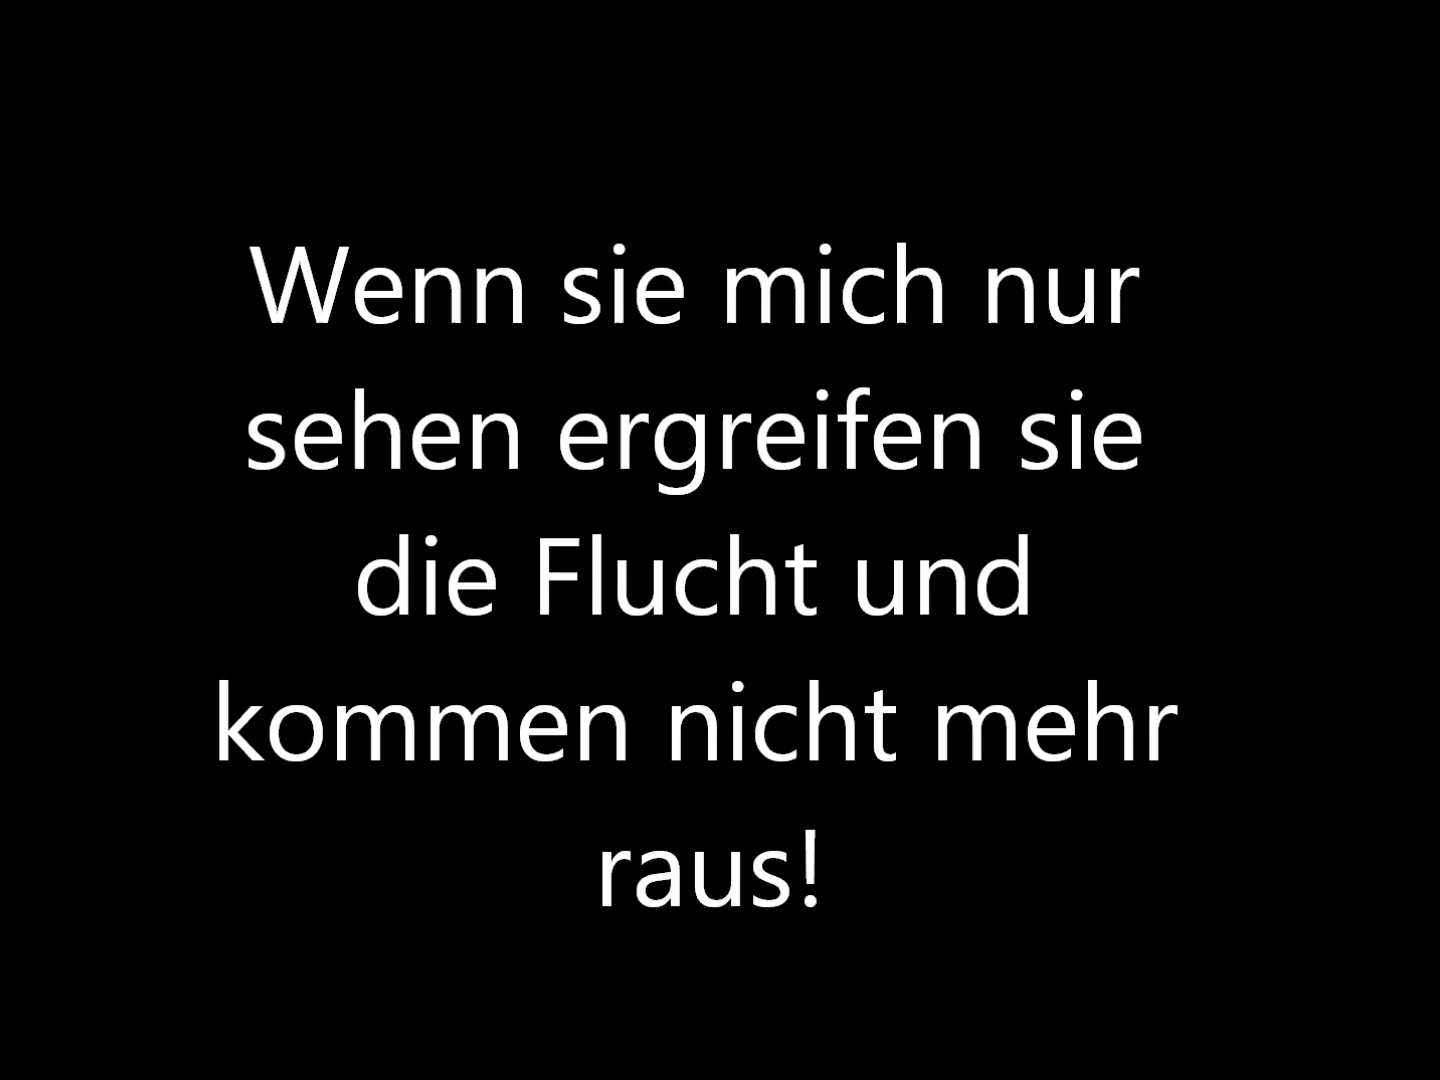 Wenn sie mich nur
sehen ergreifen sie
die Flucht und
kommen nicht mehr
raus!